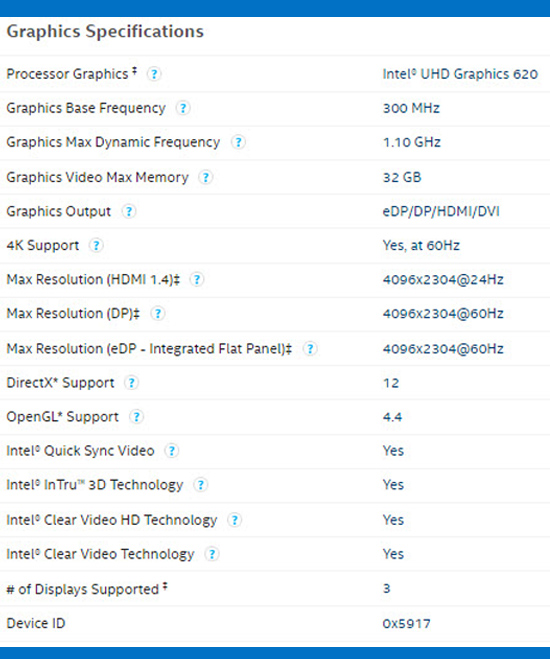 Graphics Specifications
Processor Graphics ‡ ? Intel® UHD Graphics 620
Graphics Base Frequency ? 300 MHz
Graphics Max Dynamic Frequency ? 1.10 GHz
Graphics Video Max Memory ? 32 GB
Graphics Output ? eDP/DP/HDMI/DVI
4K Support ? Yes, at 60Hz
Max Resolution (HDMI 1.4)‡ ? 4096x2304@24Hz
Max Resolution (DP)‡ ? 4096x2304@60Hz
Max Resolution (eDP - Integrated Flat Panel)‡ ? 4096x2304@60Hz
DirectX* Support ? 12
OpenGL* Support ? 4.4
Intel® Quick Sync Video ? Yes
Intel® InTru™ 3D Technology ? Yes
Intel® Clear Video HD Technology ? Yes
Intel® Clear Video Technology ? Yes
# of Displays Supported ‡ 3
Device ID 0x5917